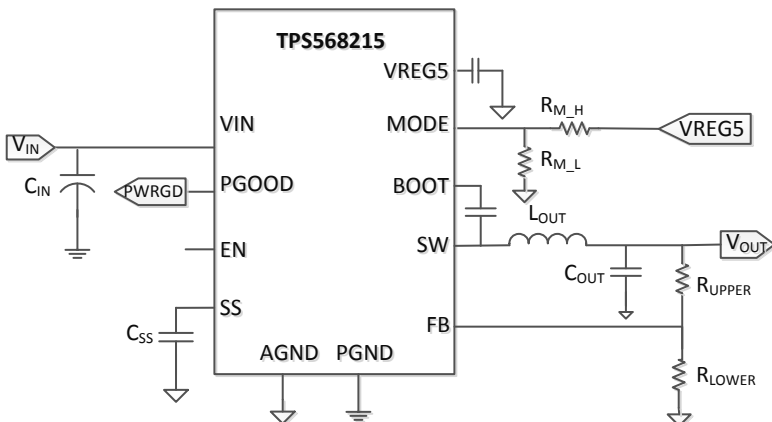 TPS568215
VREG5
R_M_H
VIN
MODE
VREG5
V_IN
R_M_L
C_IN
PWRGD
PGOOD
BOOT
L_OUT
EN
SW
V_OUT
C_OUT
R_UPPER
SS
FB
C_SS
AGND
PGND
R_LOWER